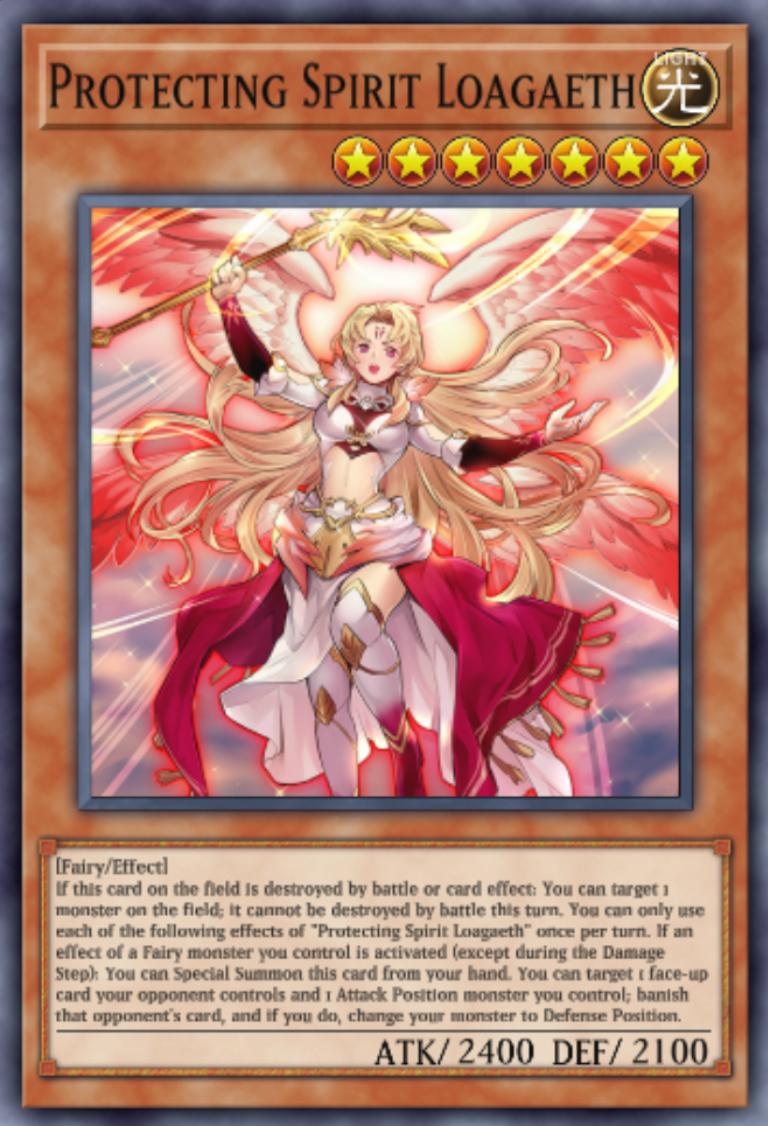 PROTECTING SPIRIT LOAGAETH
LIGHT
光
[Fairy/Effect]
If this card on the field is destroyed by battle or card effect: You can target 1
monster on the field; it cannot be destroyed by battle this turn. You can only use
each of the following effects of "Protecting Spirit Loagaeth" once per turn. If an
effect of a Fairy monster you control is activated (except during the Damage
Step): You can Special Summon this card from your hand. You can target 1 face-up
card your opponent controls and 1 Attack Position monster you control; banish
that opponent's card, and if you do, change your monster to Defense Position.
ATK/ 2400 DEF/ 2100